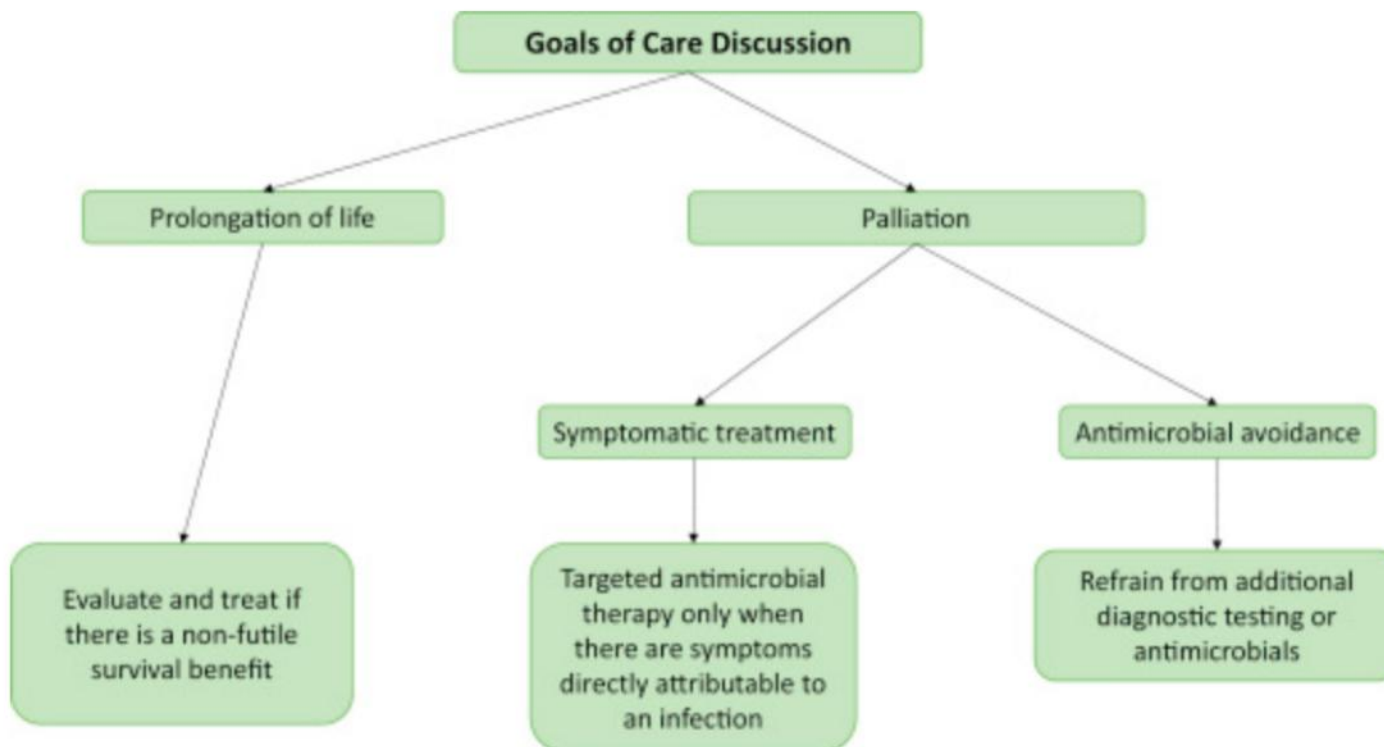 Goals of Care Discussion
Prolongation of life
Palliation
Symptomatic treatment
Antimicrobial avoidance
Evaluate and treat if
there is a non-futile
survival benefit
Targeted antimicrobial
therapy only when
there are symptoms
directly attributable to
an infection
Refrain from additional
diagnostic testing or
antimicrobials